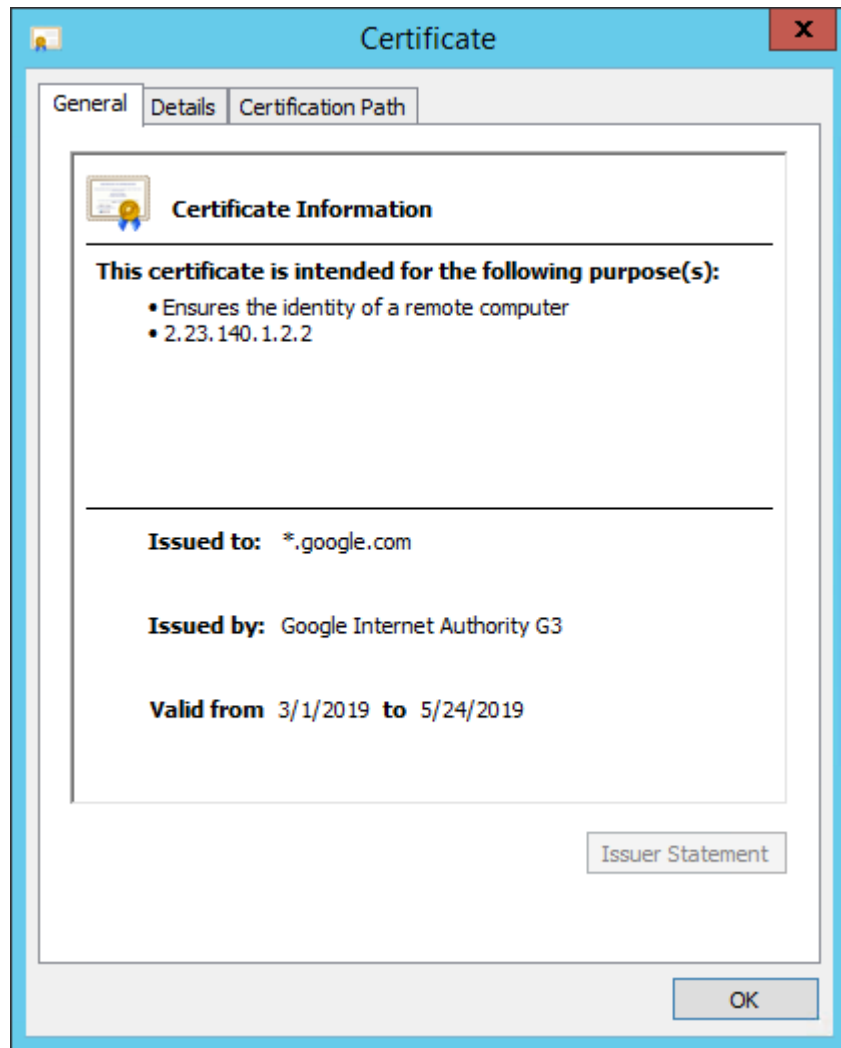 Certificate
x
General Details Certification Path
Certificate Information
This certificate is intended for the following purpose(s):
• Ensures the identity of a remote computer
• 2.23.140.1.2.2
Issued to: *.google.com
Issued by: Google Internet Authority G3
Valid from 3/1/2019 to 5/24/2019
Issuer Statement
OK